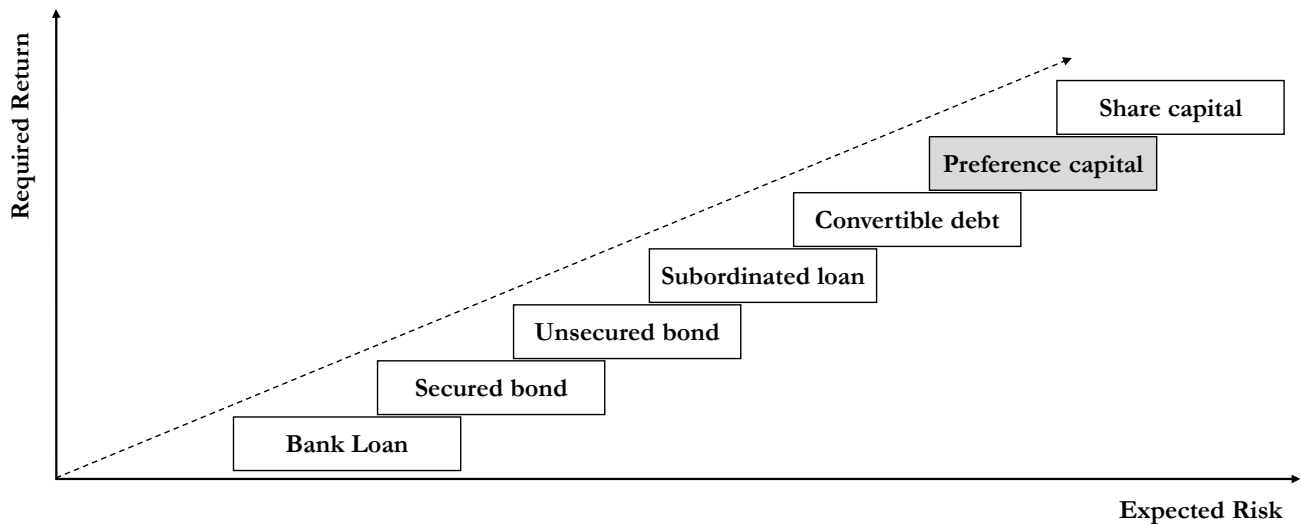 Required Return
Share capital
Preference capital
Convertible debt
Subordinated loan
Unsecured bond
Secured bond
Bank Loan
Expected Risk